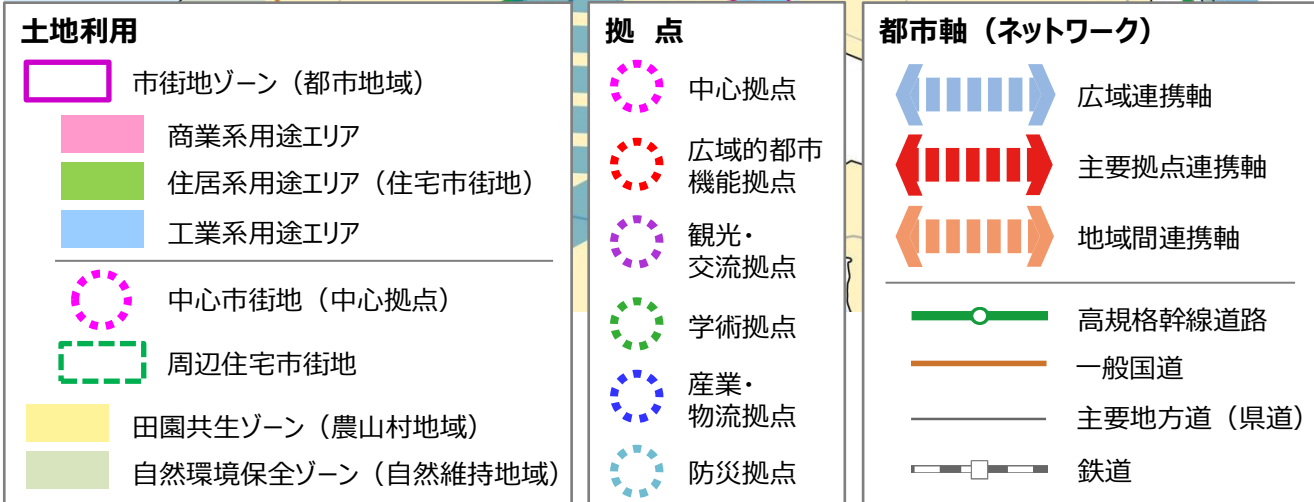 土地利用
市街地ゾーン（都市地域）
商業系用途エリア
住居系用途エリア（住宅市街地）
工業系用途エリア
中心市街地（中心拠点）
周辺住宅市街地
田園共生ゾーン（農山村地域）
自然環境保全ゾーン（自然維持地域）
拠 点
中心拠点
広域的都市
機能拠点
観光・
交流拠点
学術拠点
産業・
物流拠点
防災拠点
都市軸（ネットワーク）
広域連携軸
主要拠点連携軸
地域間連携軸
高規格幹線道路
一般国道
主要地方道（県道）
鉄道